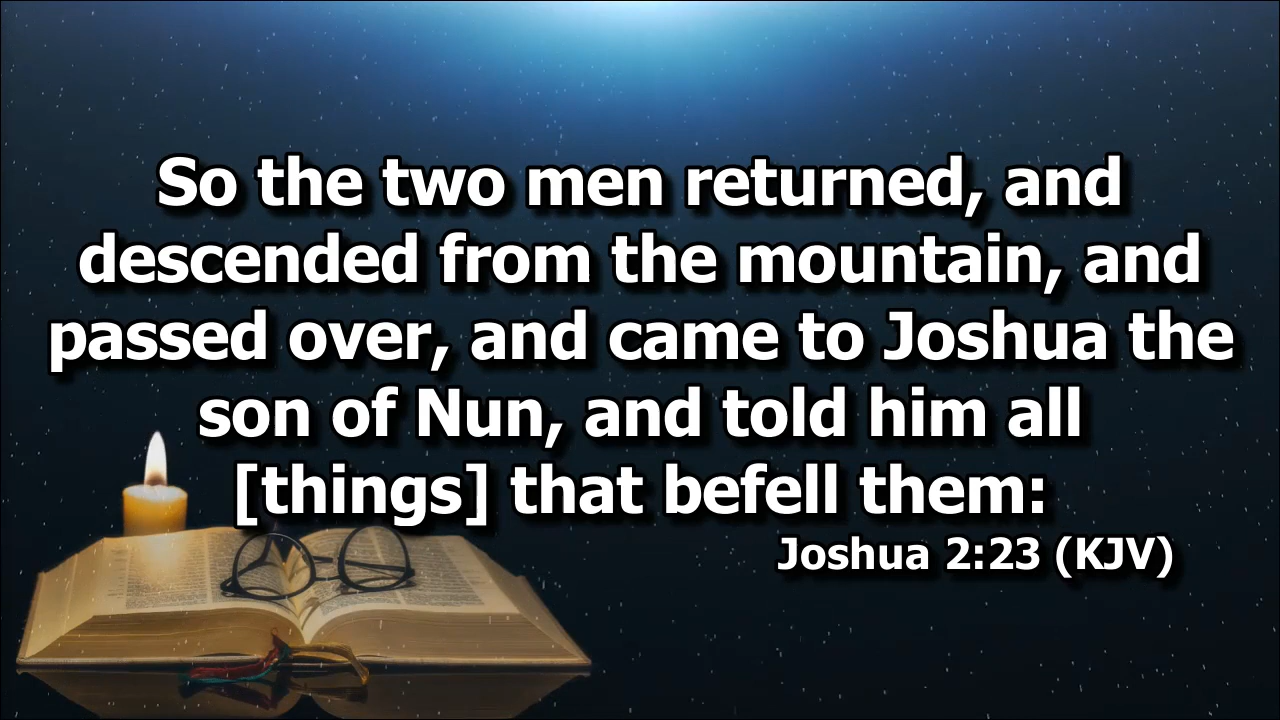 So the two men returned, and
descended from the mountain, and
passed over, and came to Joshua the
son of Nun, and told him all
[things] that befell them:
Joshua 2:23 (KJV)